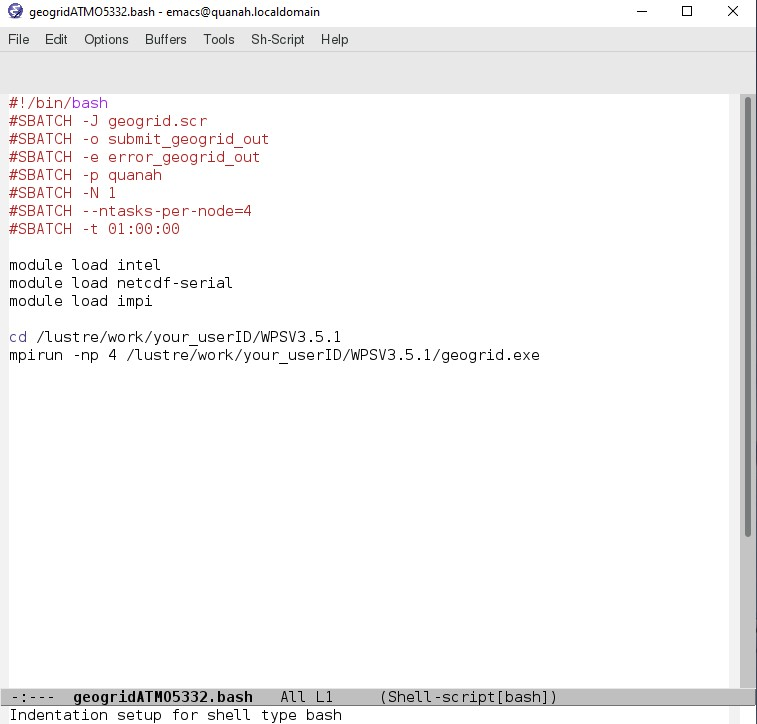 geogridATMO5332.bash - emacs@quanah.localdomain
File Edit Options Buffers Tools Sh-Script Help
#!/bin/bash
#SBATCH -J geogrid.scr
#SBATCH -o submit_geogrid_out
#SBATCH -e error_geogrid_out
#SBATCH -p quanah
#SBATCH -N 1
#SBATCH --ntasks-per-node=4
#SBATCH -t 01:00:00
module load intel
module load netcdf-serial
module load impi
cd /lustre/work/your_userID/WPSV3.5.1
mpirun -np 4 /lustre/work/your_userID/WPSV3.5.1/geogrid.exe
-:--- geogridATMO5332.bash All L1 (Shell-script[bash])
Indentation setup for shell type bash